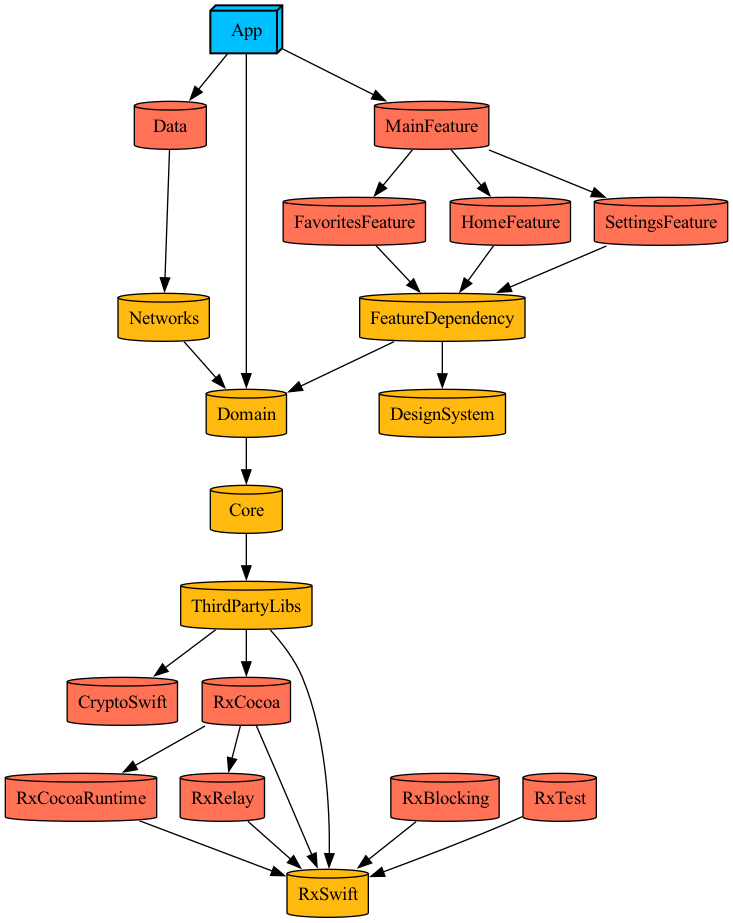 App
Data
MainFeature
FavoritesFeature
HomeFeature
SettingsFeature
Networks
FeatureDependency
Domain
DesignSystem
Core
ThirdPartyLibs
CryptoSwift
RxCocoa
RxCocoaRuntime
RxRelay
RxBlocking
RxTest
RxSwift